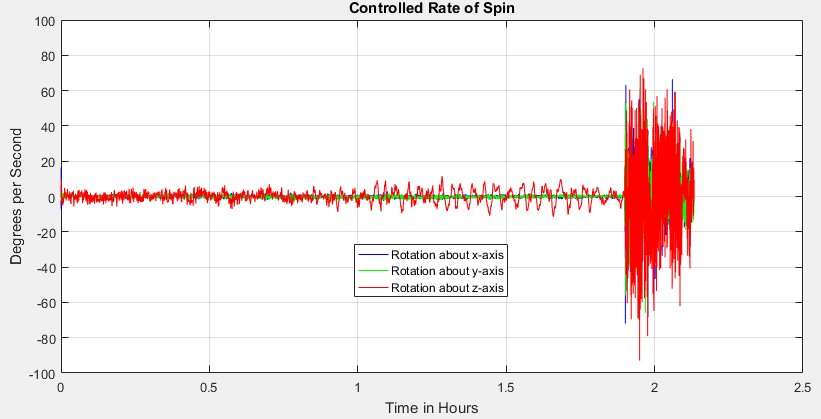 Controlled Rate of Spin
100
80
60
40
20
0
-20
-40
-60
-80
-100
Degrees per Second
Rotation about x-axis
Rotation about y-axis
Rotation about z-axis
0
0.5
1
1.5
2
2.5
Time in Hours